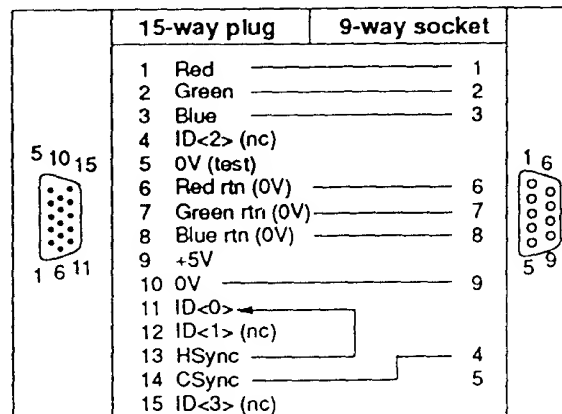 15-way plug 9-way socket
1 Red 1
2 Green 2
3 Blue 3
4 ID<2> (nc)
5 0V (test)
6 Red rtn (0V) 6
7 Green rtn (0V) 7
8 Blue rtn (0V) 8
9 +5V
10 0V 9
11 ID<0>
12 ID<1> (nc)
13 HSync 4
14 CSync 5
15 ID<3> (nc)
5 10 15
1 6 11
1 6
5 9